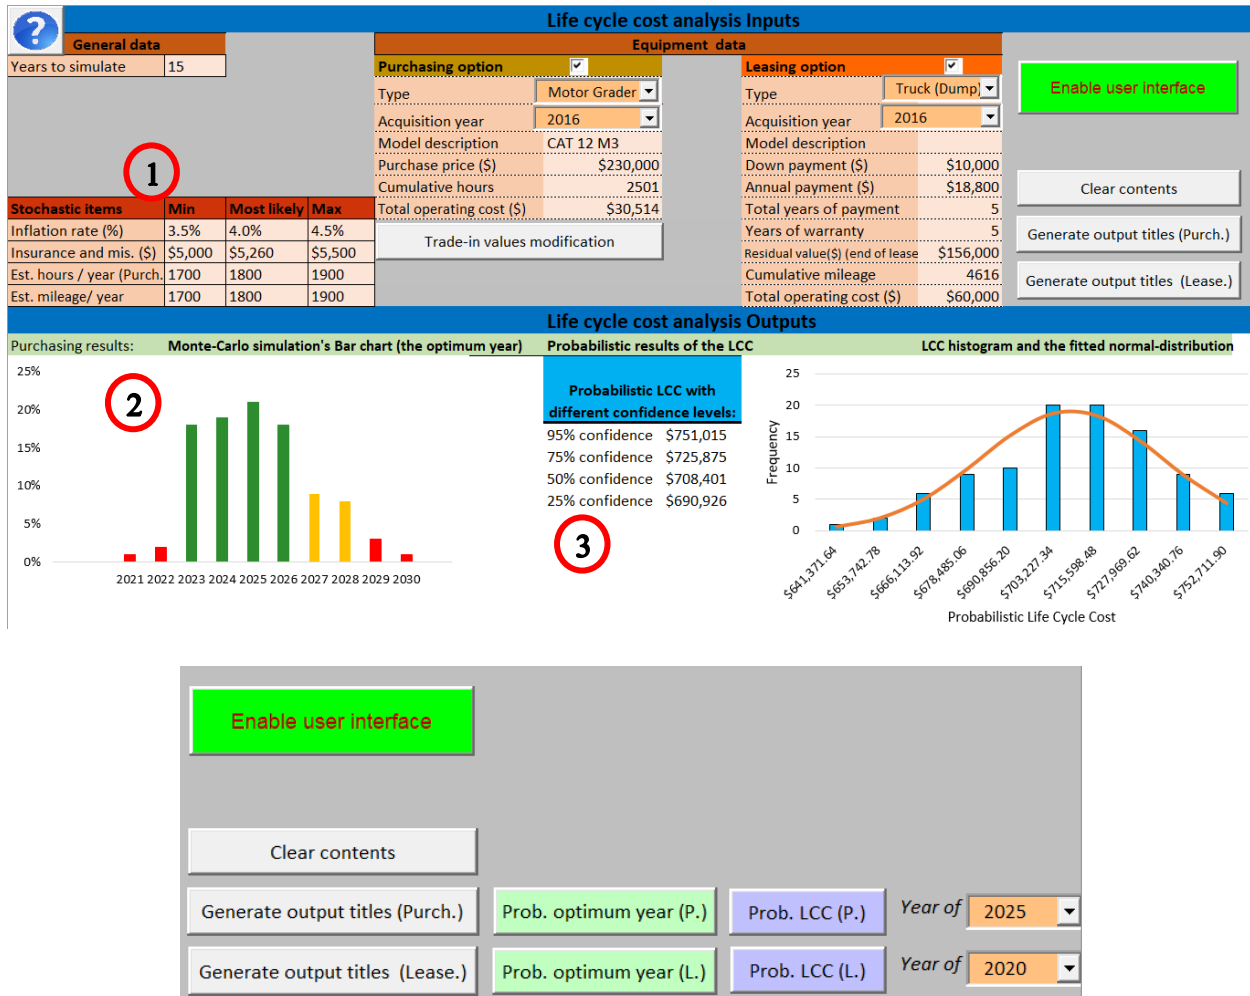 Life cycle cost analysis Inputs
?
General data
Equipment data
Years to simulate 15
Purchasing option
Leasing option
Type Motor Grader
Type Truck (Dump)
Enable user interface
Acquisition year 2016
Acquisition year 2016
Model description CAT 12 M3
Model description
Purchase price ($) $230,000
Down payment ($) $10,000
1
Cumulative hours 2501
Annual payment ($) $18,800
Clear contents
Stochastic items Min Most likely Max
Total operating cost ($) $30,514
Total years of payment 5
Inflation rate (%) 3.5% 4.0% 4.5%
Trade-in values modification
Years of warranty 5
Generate output titles (Purch.)
Insurance and mis. ($) $5,000 $5,260 $5,500
Residual value($) (end of lease $156,000
Est. hours / year (Purch. 1700 1800 1900
Cumulative mileage 4616
Generate output titles (Lease.)
Est. mileage/ year 1700 1800 1900
Total operating cost ($) $60,000
Life cycle cost analysis Outputs
Purchasing results: Monte-Carlo simulation's Bar chart (the optimum year) Probabilistic results of the LCC LCC histogram and the fitted normal-distribution
25%
20%
15%
10%
5%
0%
2
2021 2022 2023 2024 2025 2026 2027 2028 2029 2030
Probabilistic LCC with
different confidence levels:
95% confidence $751,015
75% confidence $725,875
50% confidence $708,401
25% confidence $690,926
3
Frequency
25
20
15
10
5
0
$641,371.64 $653,742.78 $666,113.92 $678,485.06 $690,856.20 $703,227.34 $715,598.48 $727,969.62 $740,340.76 $752,711.90
Probabilistic Life Cycle Cost
Enable user interface
Clear contents
Generate output titles (Purch.) Prob. optimum year (P.) Prob. LCC (P.) Year of 2025
Generate output titles (Lease.) Prob. optimum year (L.) Prob. LCC (L.) Year of 2020